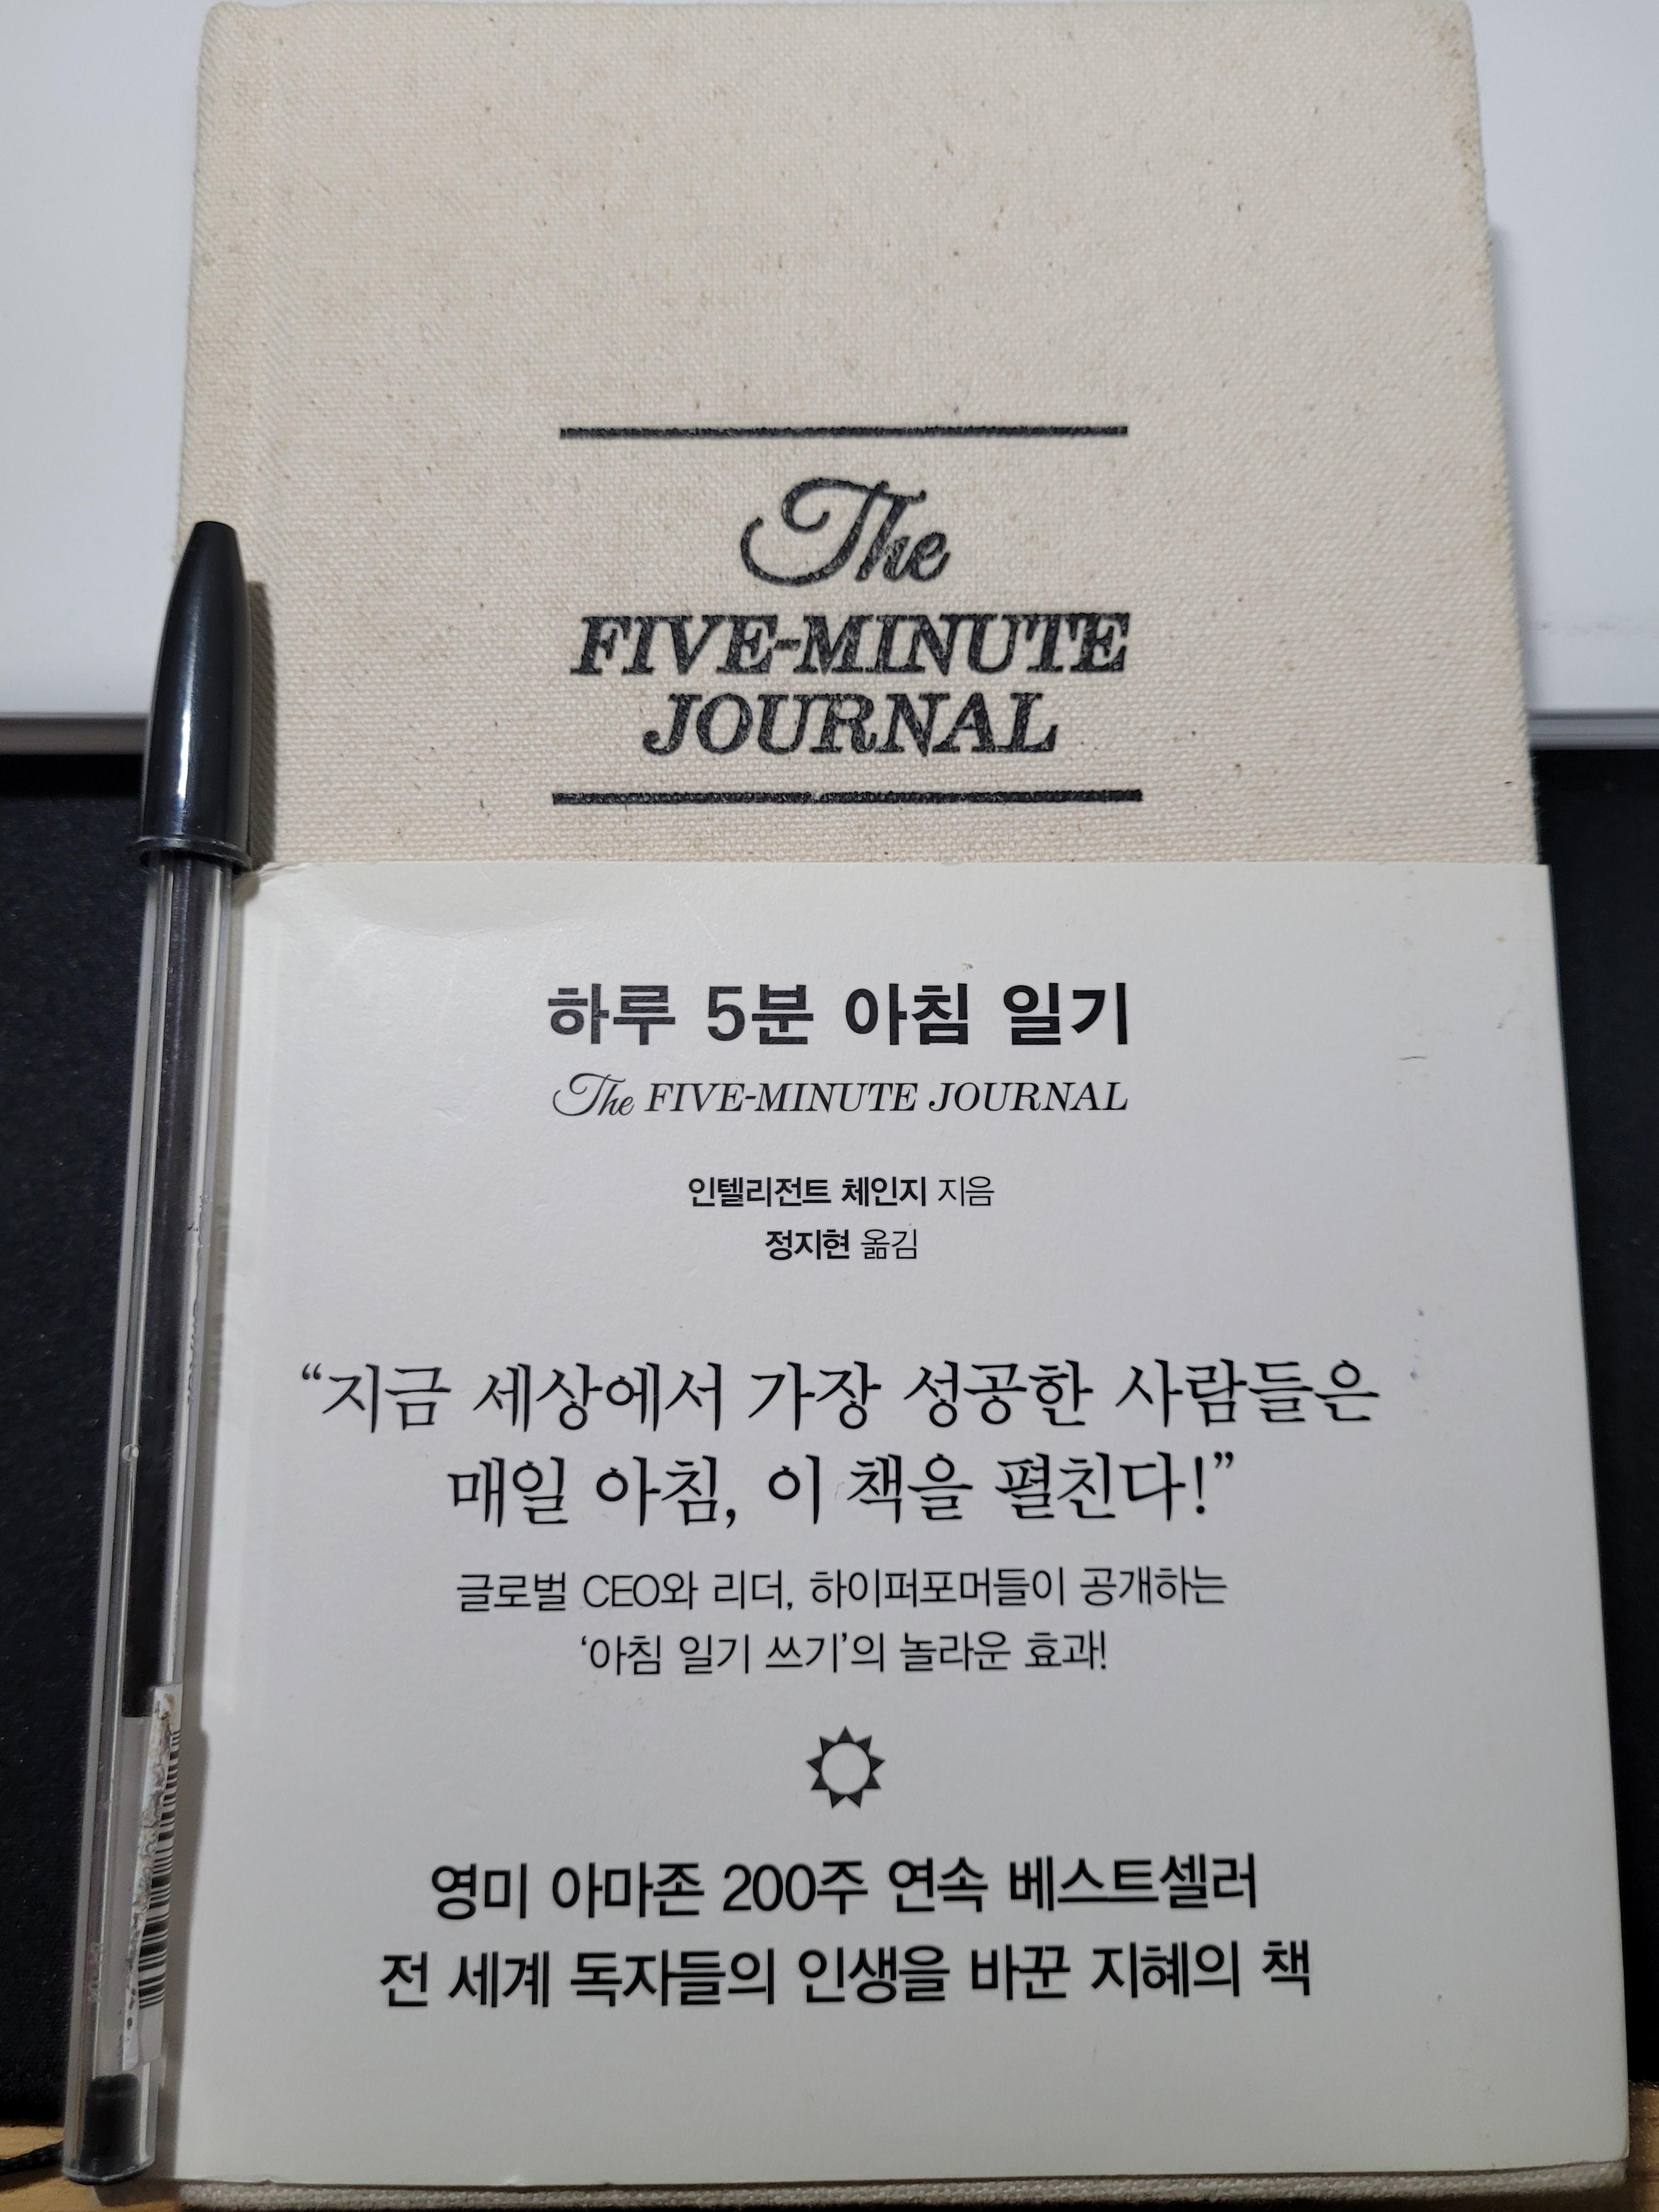 The
FIVE-MINUTE
JOURNAL
하루 5분 아침 일기
The FIVE-MINUTE JOURNAL
인텔리전트 체인지 지음
정지현 옮김
“지금 세상에서 가장 성공한 사람들은
매일 아침, 이 책을 펼친다!”
글로벌 CEO와 리더, 하이퍼포머들이 공개하는
‘아침 일기 쓰기’의 놀라운 효과!
영미 아마존 200주 연속 베스트셀러
전 세계 독자들의 인생을 바꾼 지혜의 책